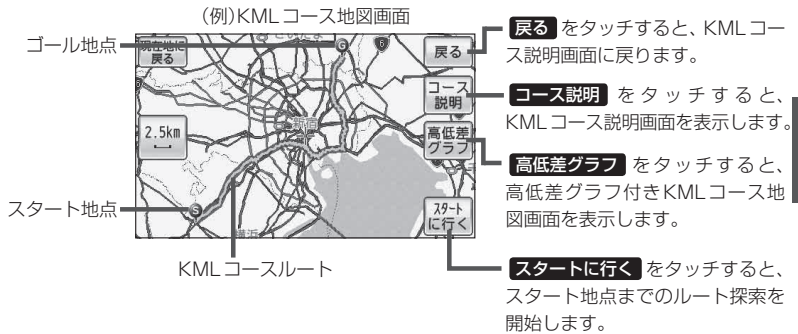 (例)KMLコース地図画面
ゴール地点
現在地に
戻る
さいたま
G
6
戻る
コース
説明
2.5km
新宿
高低差
グラフ
S
スタート地点
横浜
スタート
に行く
KMLコースルート
戻る をタッチすると、KMLコー
ス説明画面に戻ります。
コース説明 をタッチすると、
KMLコース説明画面を表示します。
高低差グラフ をタッチすると、
高低差グラフ付きKMLコース地
図画面を表示します。
スタートに行く をタッチすると、
スタート地点までのルート探索を
開始します。